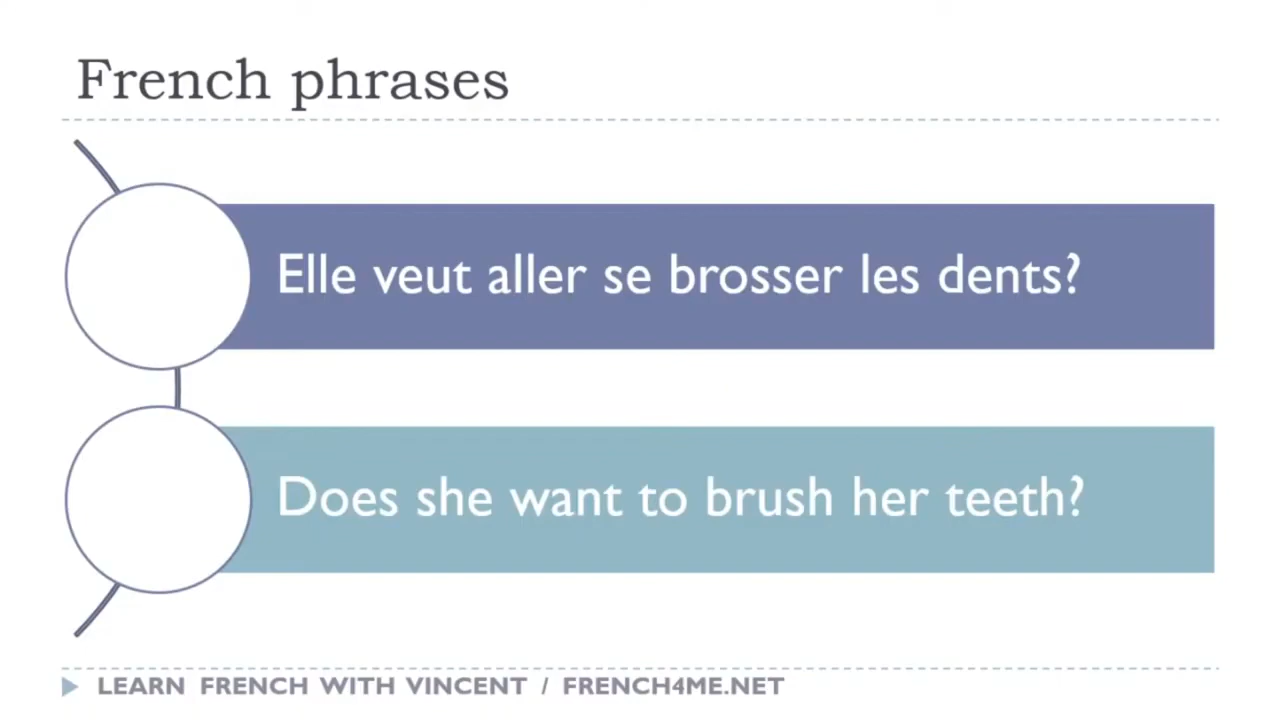 French phrases
Elle veut aller se brosser les dents?
Does she want to brush her teeth?
LEARN FRENCH WITH VINCENT / FRENCH4ME.NET